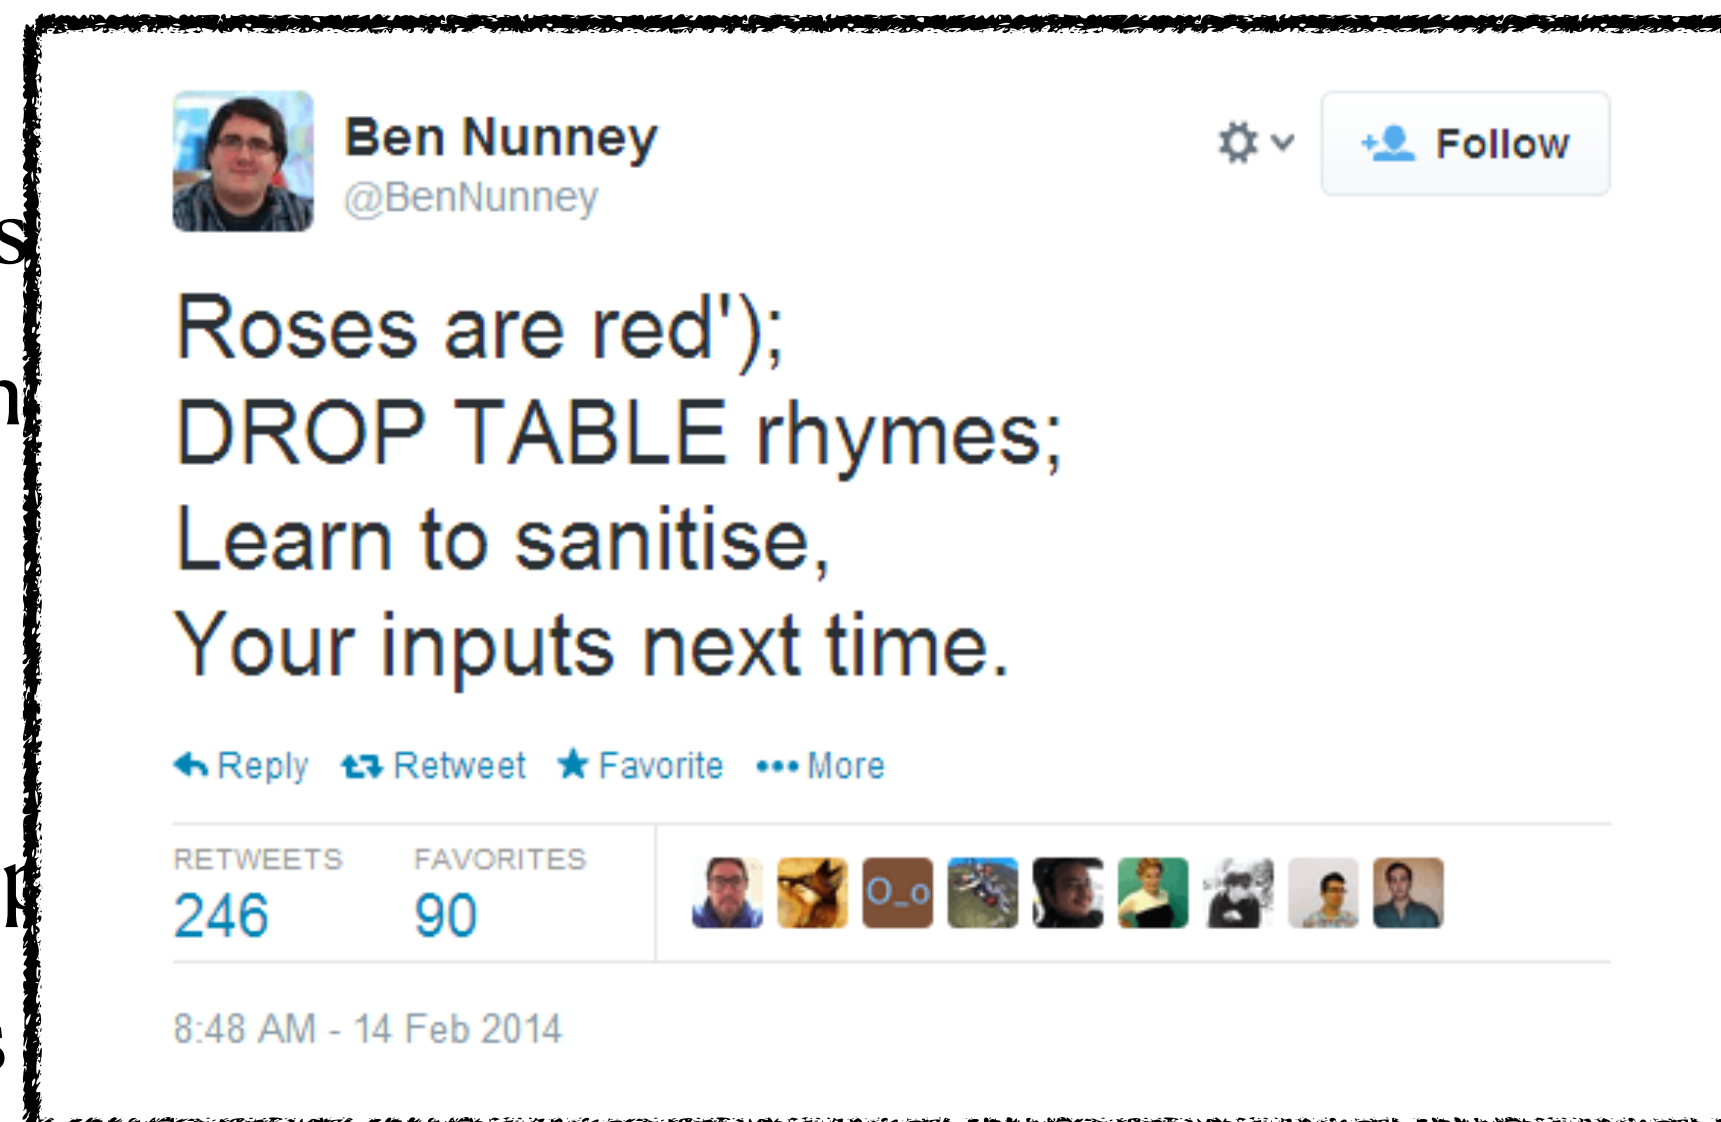 Ben Nunney
@BenNunney
Follow
Roses are red');
DROP TABLE rhymes;
Learn to sanitise,
Your inputs next time.
Reply Retweet Favorite More
RETWEETS FAVORITES
246 90
O_o
8:48 AM - 14 Feb 2014